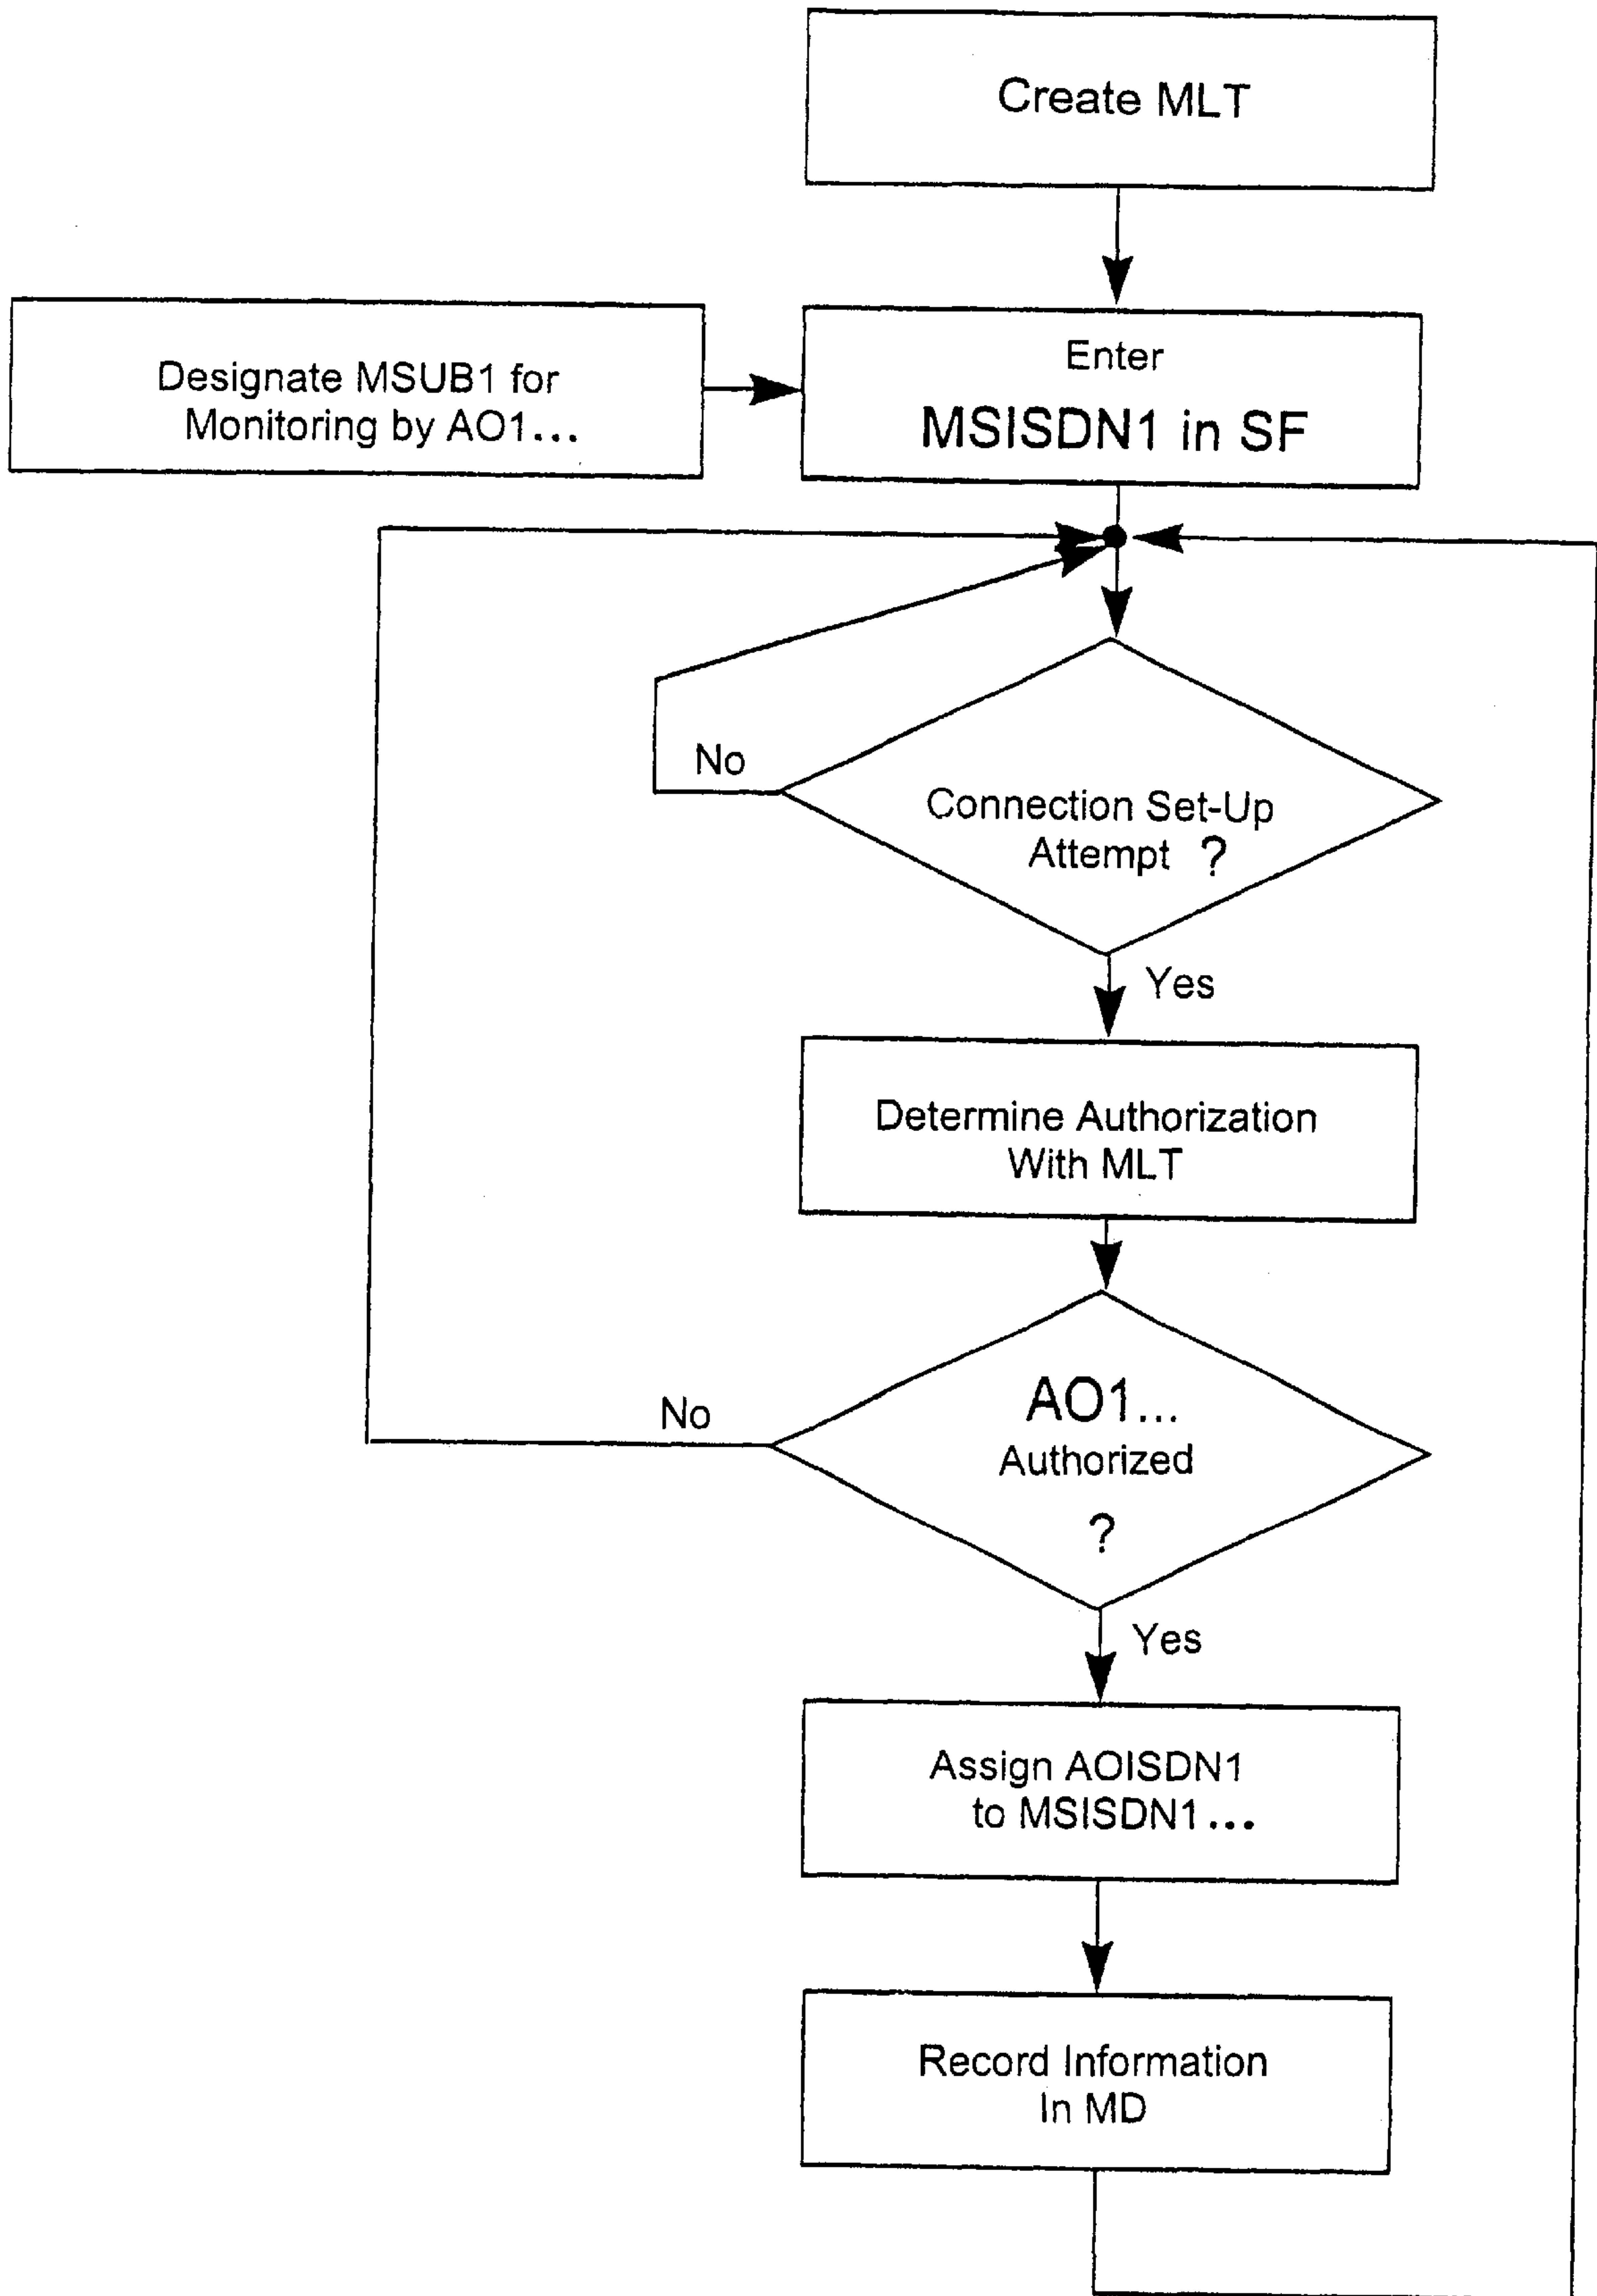 Create MLT
Designate MSUB1 for
Monitoring by AO1...
Enter
MSISDN1 in SF
No
Connection Set-Up
Attempt ?
Yes
Determine Authorization
With MLT
No
AO1...
Authorized
?
Yes
Assign AOISDN1
to MSISDN1...
Record Information
In MD